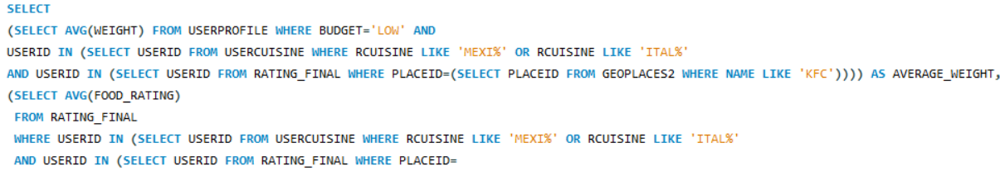 SELECT
(SELECT AVG(WEIGHT) FROM USERPROFILE WHERE BUDGET='LOW' AND
USERID IN (SELECT USERID FROM USERCUISINE WHERE RCUISINE LIKE 'MEXI%' OR RCUISINE LIKE 'ITAL%'
AND USERID IN (SELECT USERID FROM RATING_FINAL WHERE PLACEID=(SELECT PLACEID FROM GEOPLACES2 WHERE NAME LIKE 'KFC')))) AS AVERAGE_WEIGHT,
(SELECT AVG(FOOD_RATING)
FROM RATING_FINAL
WHERE USERID IN (SELECT USERID FROM USERCUISINE WHERE RCUISINE LIKE 'MEXI%' OR RCUISINE LIKE 'ITAL%'
AND USERID IN (SELECT USERID FROM RATING_FINAL WHERE PLACEID=